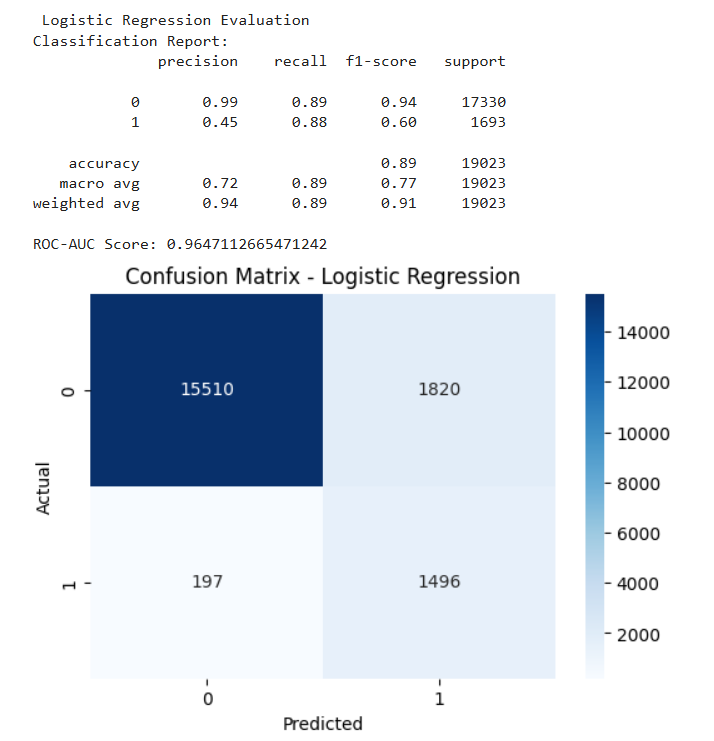 Logistic Regression Evaluation
Classification Report:
precision recall f1-score support
0 0.99 0.89 0.94 17330
1 0.45 0.88 0.60 1693
accuracy 0.89 19023
macro avg 0.72 0.89 0.77 19023
weighted avg 0.94 0.89 0.91 19023
ROC-AUC Score: 0.9647112665471242
Confusion Matrix - Logistic Regression
14000
12000
10000
8000
6000
4000
2000
Actual
0
15510 1820
1
197 1496
0 1
Predicted